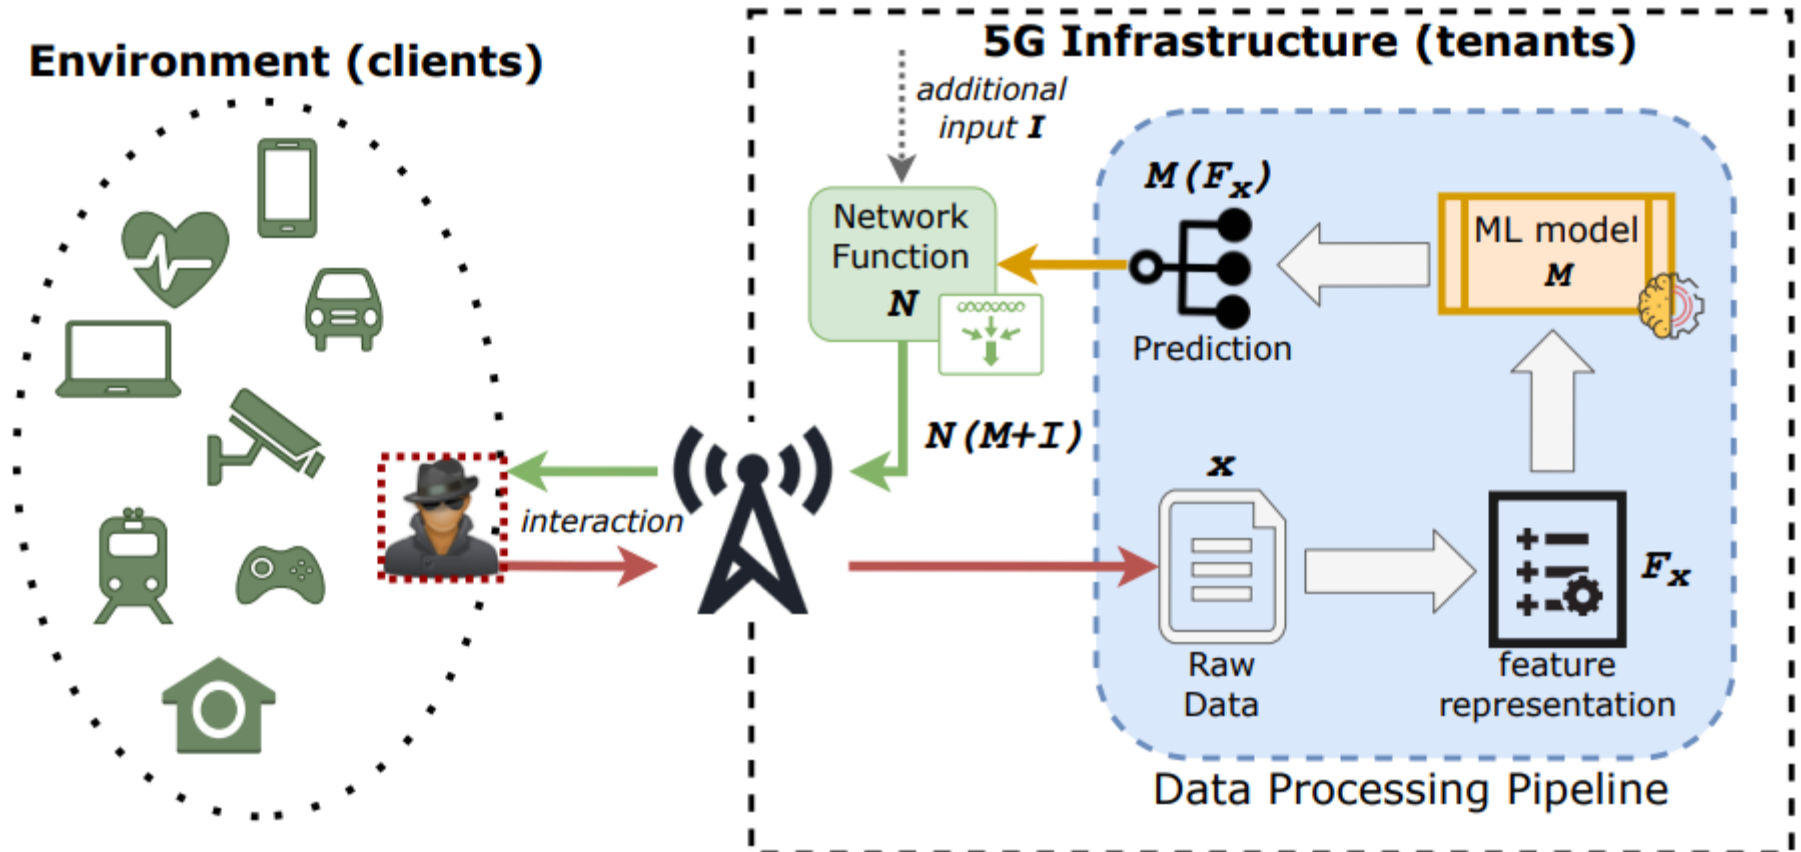 Environment (clients)
5G Infrastructure (tenants)
additional
input I
Network
Function
N
M(Fx)
Prediction
ML model
M
N(M+I)
interaction
x
Raw
Data
Fx
feature
representation
Data Processing Pipeline